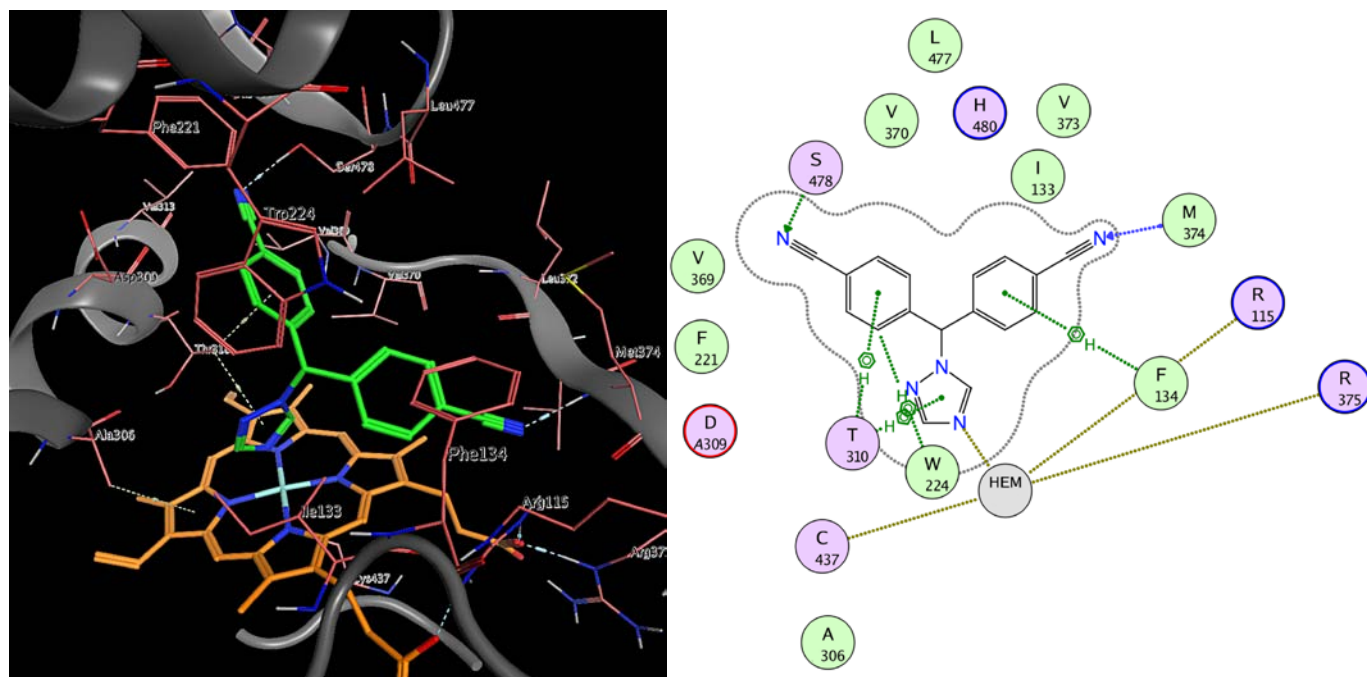 Leu477
Phe221
Ser478
Val313
Trp224
Val370
Asp309
Met374
Ala306
Phe134
Arg115
Ile133
L
477
V
370
H
480
V
373
I
133
S
478
N
N
M
374
V
369
R
115
F
221
H
N
N
H
H
F
134
R
375
D
A309
H
N
T
310
W
224
HEM
C
437
A
306